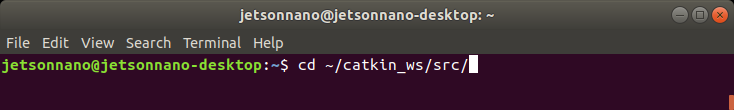 jetsonnano@jetsonnano-desktop: ~
File Edit View Search Terminal Help
jetsonnano@jetsonnano-desktop:~$ cd ~/catkin_ws/src/